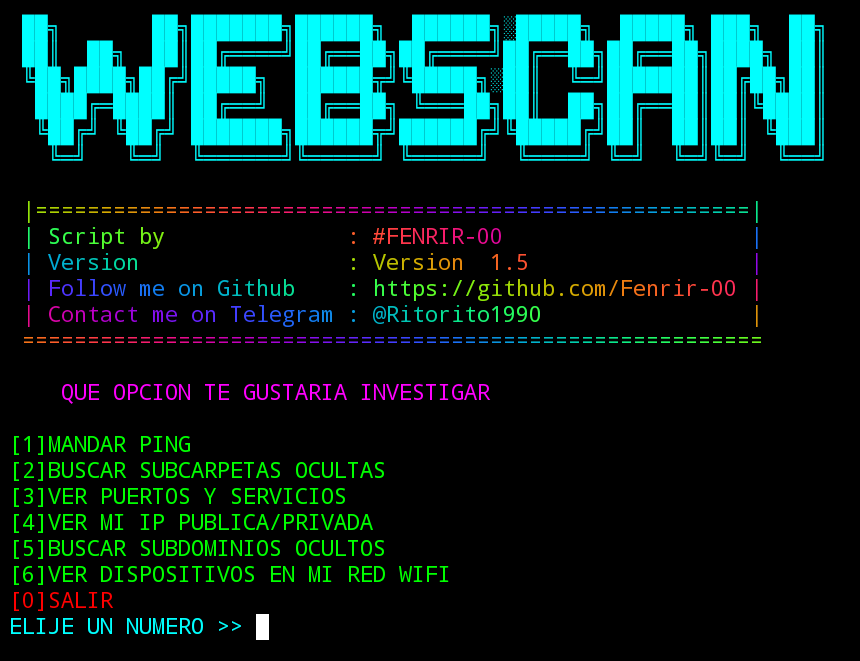 WEBSCAN
|=========================================================|
| Script by : #FENRIR-00 |
| Version : Version 1.5 |
| Follow me on Github : https://github.com/Fenrir-00 |
| Contact me on Telegram : @Ritorito1990 |
===========================================================
QUE OPCION TE GUSTARIA INVESTIGAR
[1]MANDAR PING
[2]BUSCAR SUBCARPETAS OCULTAS
[3]VER PUERTOS Y SERVICIOS
[4]VER MI IP PUBLICA/PRIVADA
[5]BUSCAR SUBDOMINIOS OCULTOS
[6]VER DISPOSITIVOS EN MI RED WIFI
[0]SALIR
ELIJE UN NUMERO >>